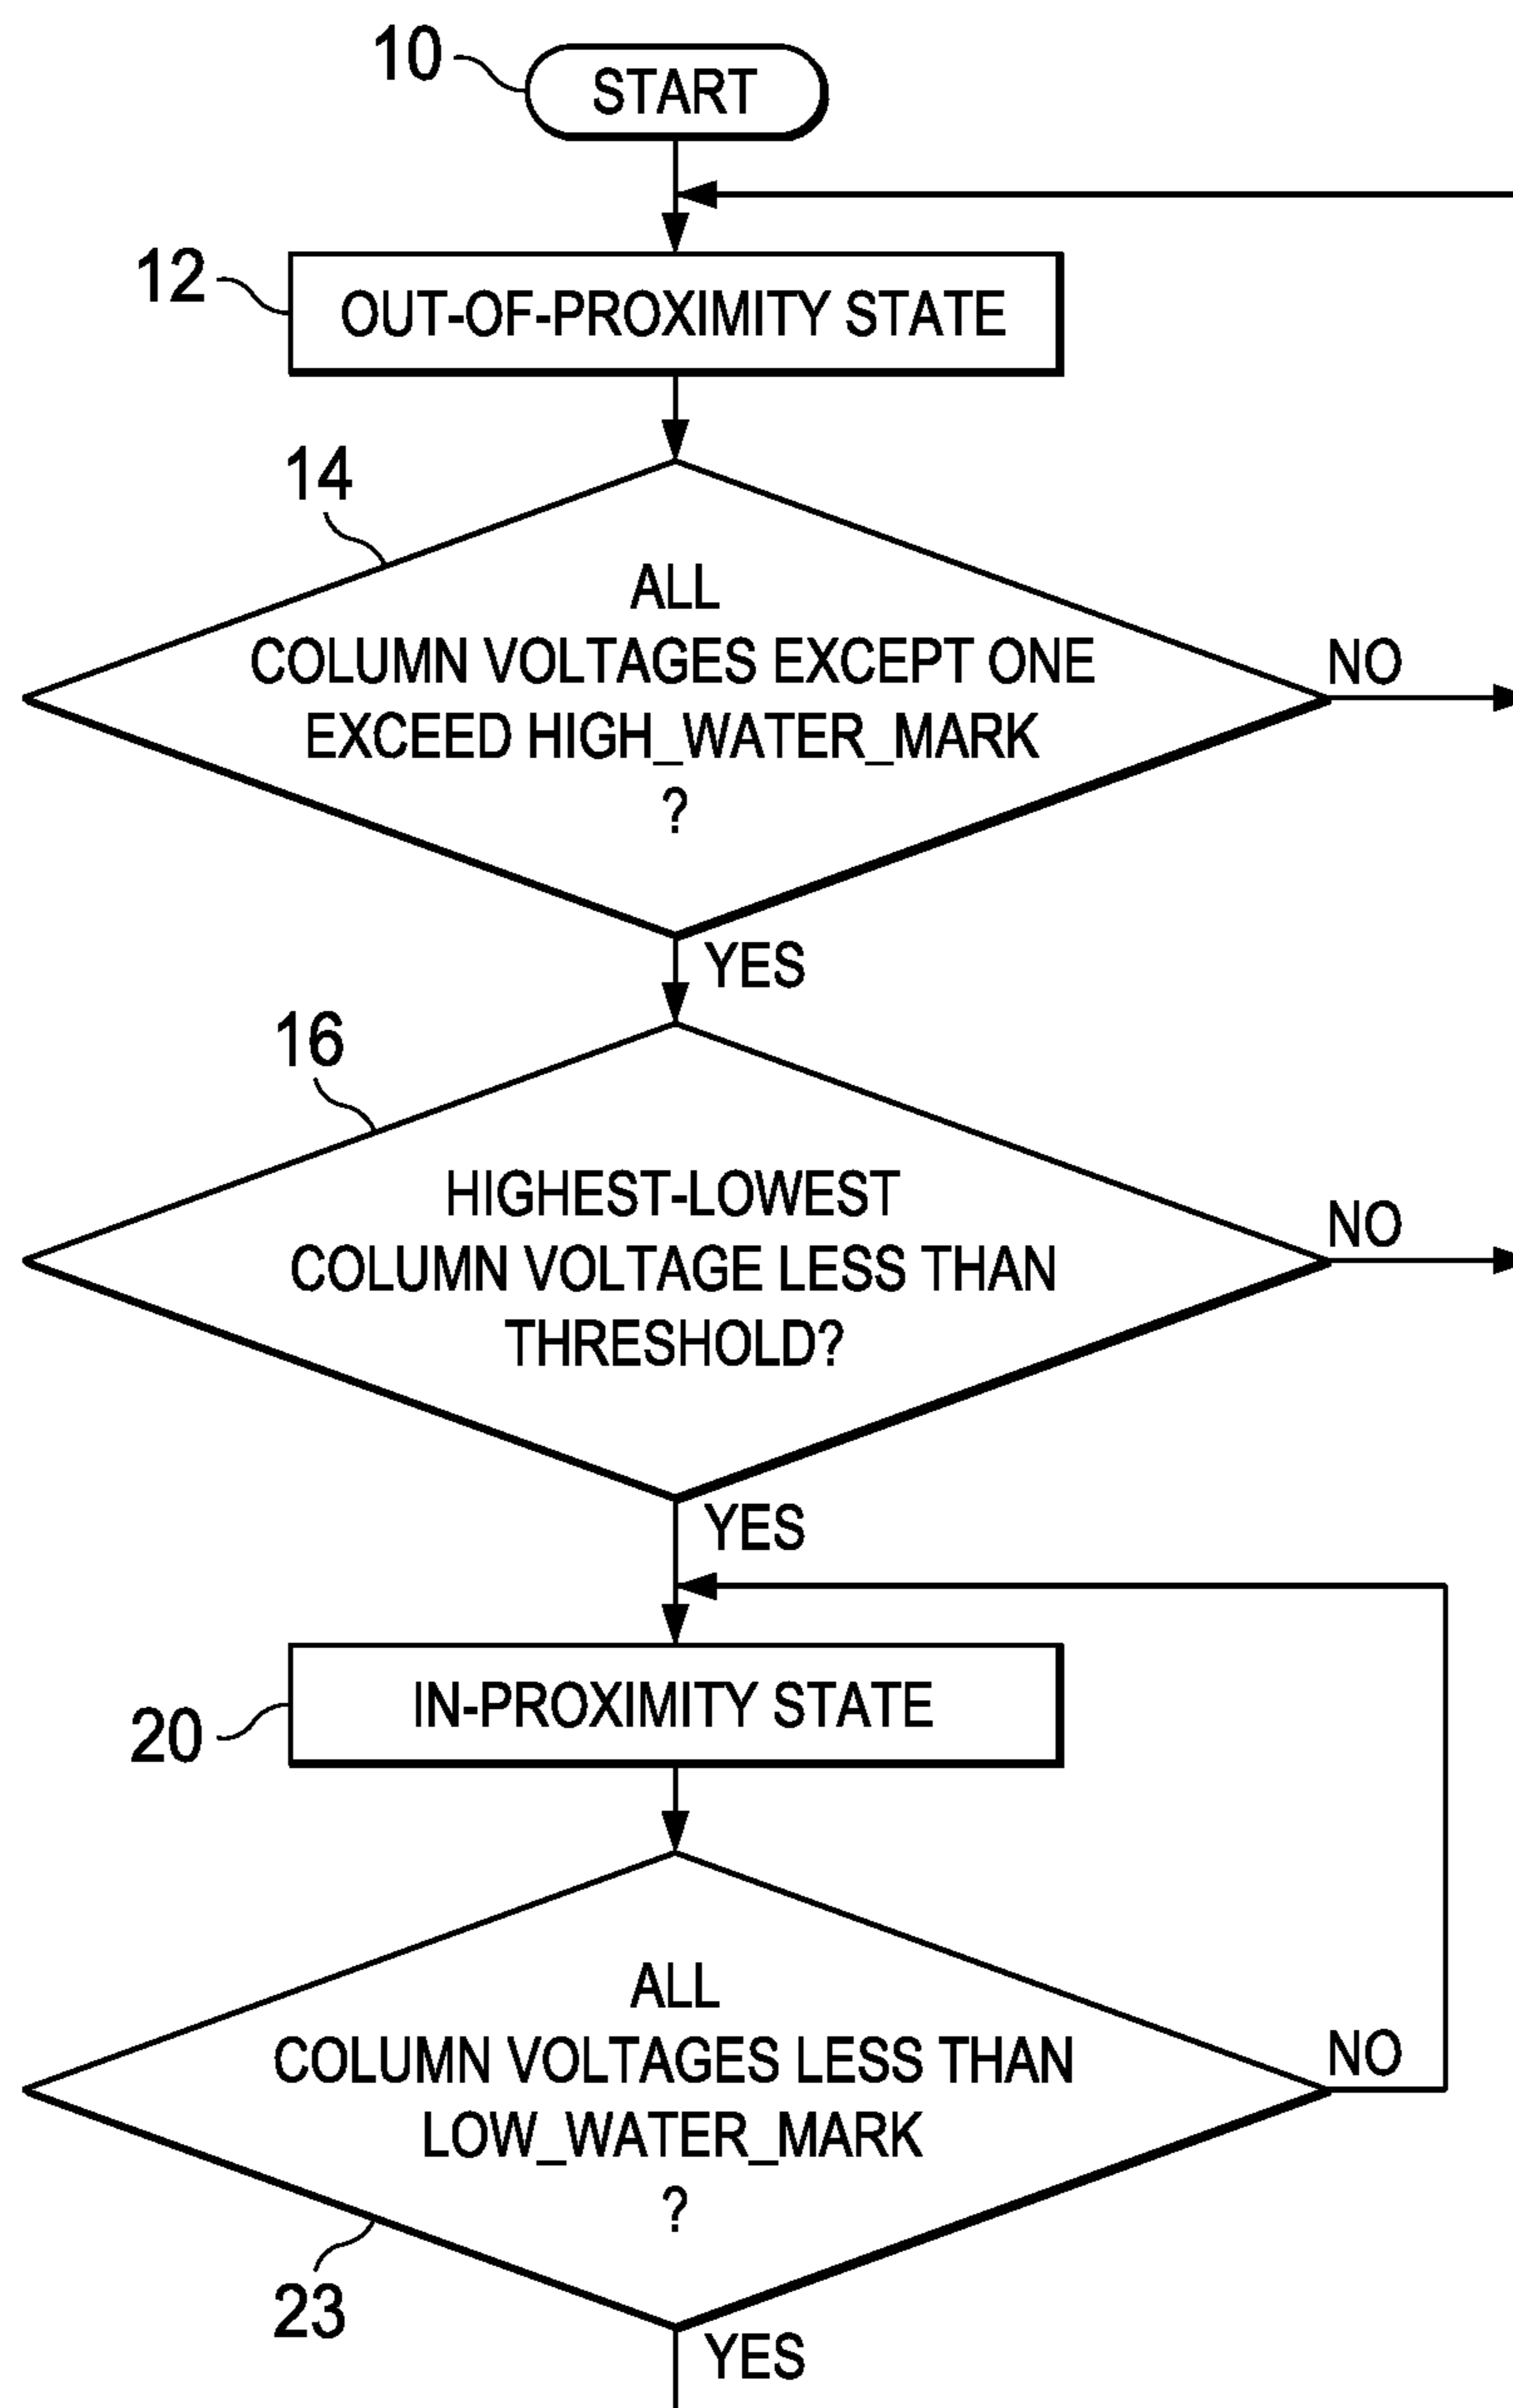 10
START
12
OUT-OF-PROXIMITY STATE
14
ALL
COLUMN VOLTAGES EXCEPT ONE
EXCEED HIGH_WATER_MARK
?
NO
YES
16
HIGHEST-LOWEST
COLUMN VOLTAGE LESS THAN
THRESHOLD?
NO
YES
20
IN-PROXIMITY STATE
ALL
COLUMN VOLTAGES LESS THAN
LOW_WATER_MARK
?
NO
23
YES